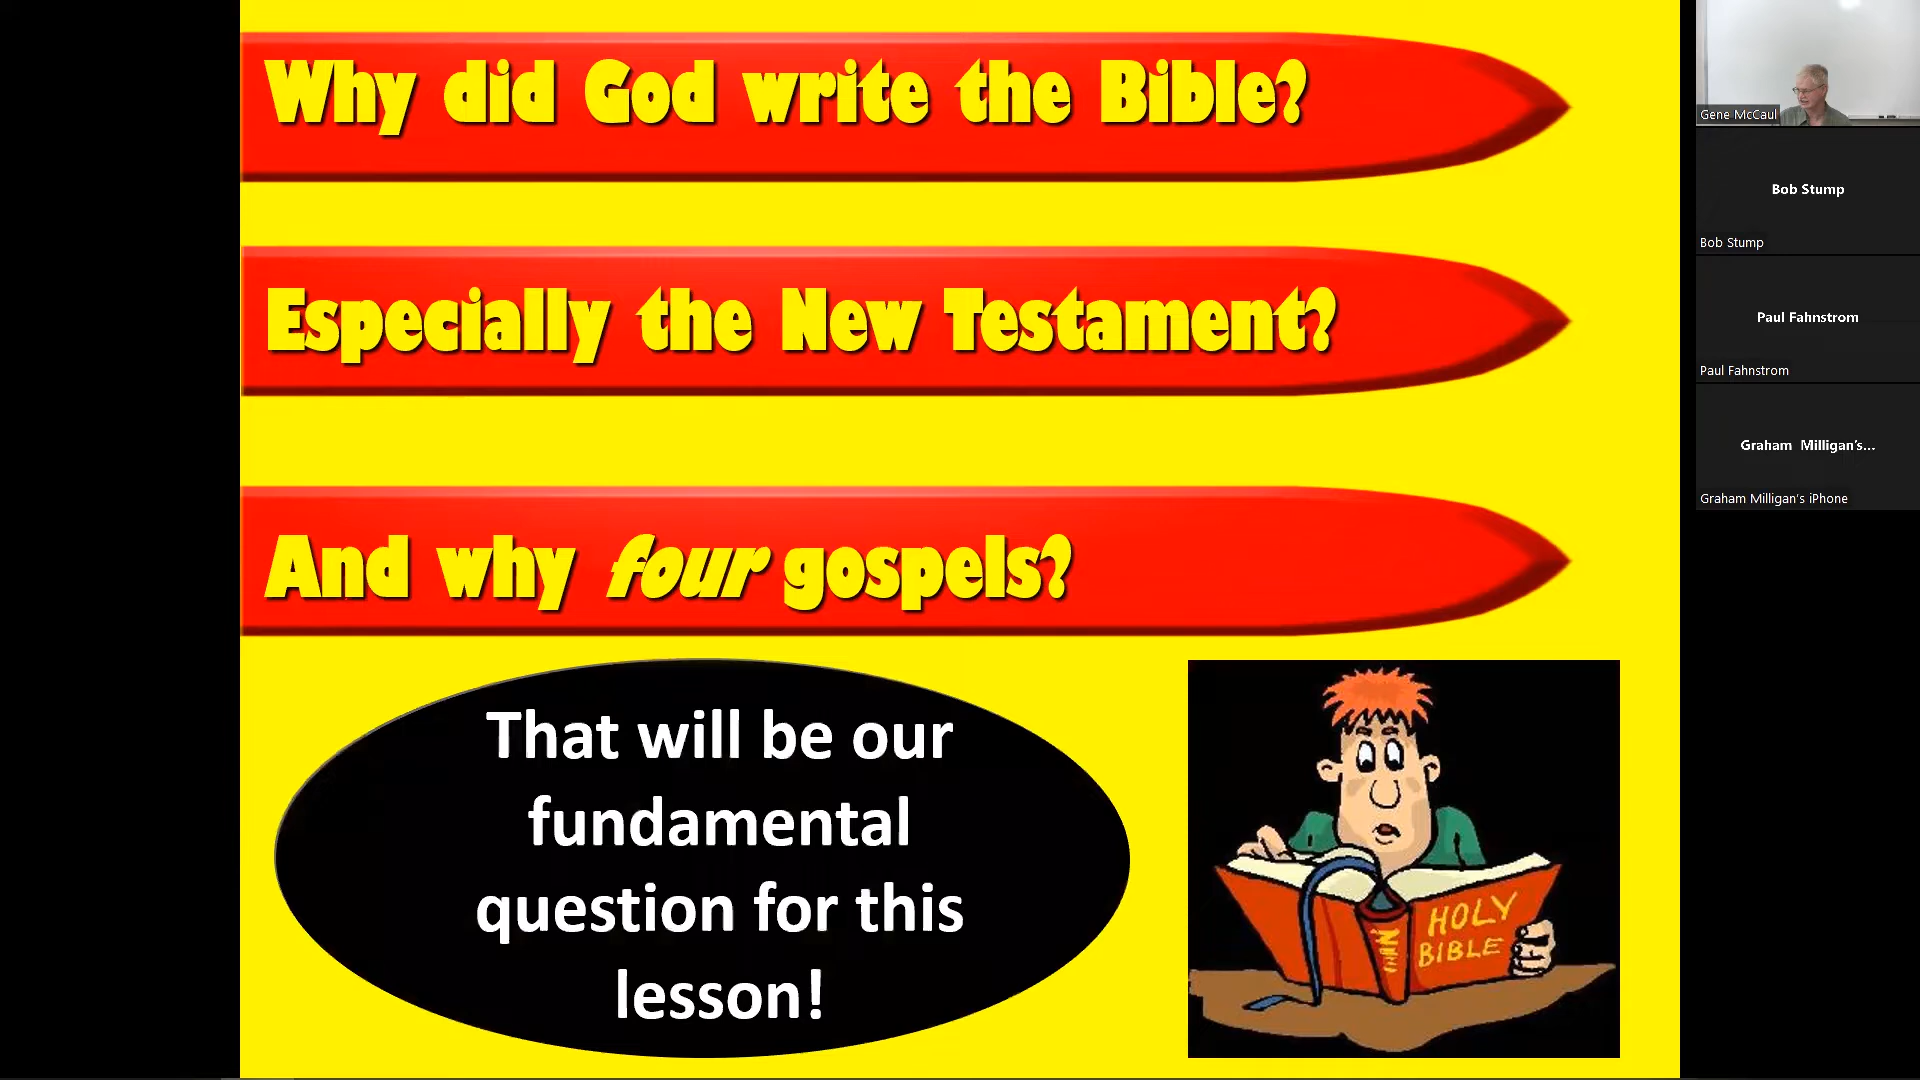 Why did God write the Bible?
Especially the New Testament?
And why four gospels?
That will be our
fundamental
question for this
lesson!
HOLY
BIBLE
Gene McCaul
Bob Stump
Bob Stump
Paul Fahnstrom
Paul Fahnstrom
Graham Milligan's...
Graham Milligan's iPhone